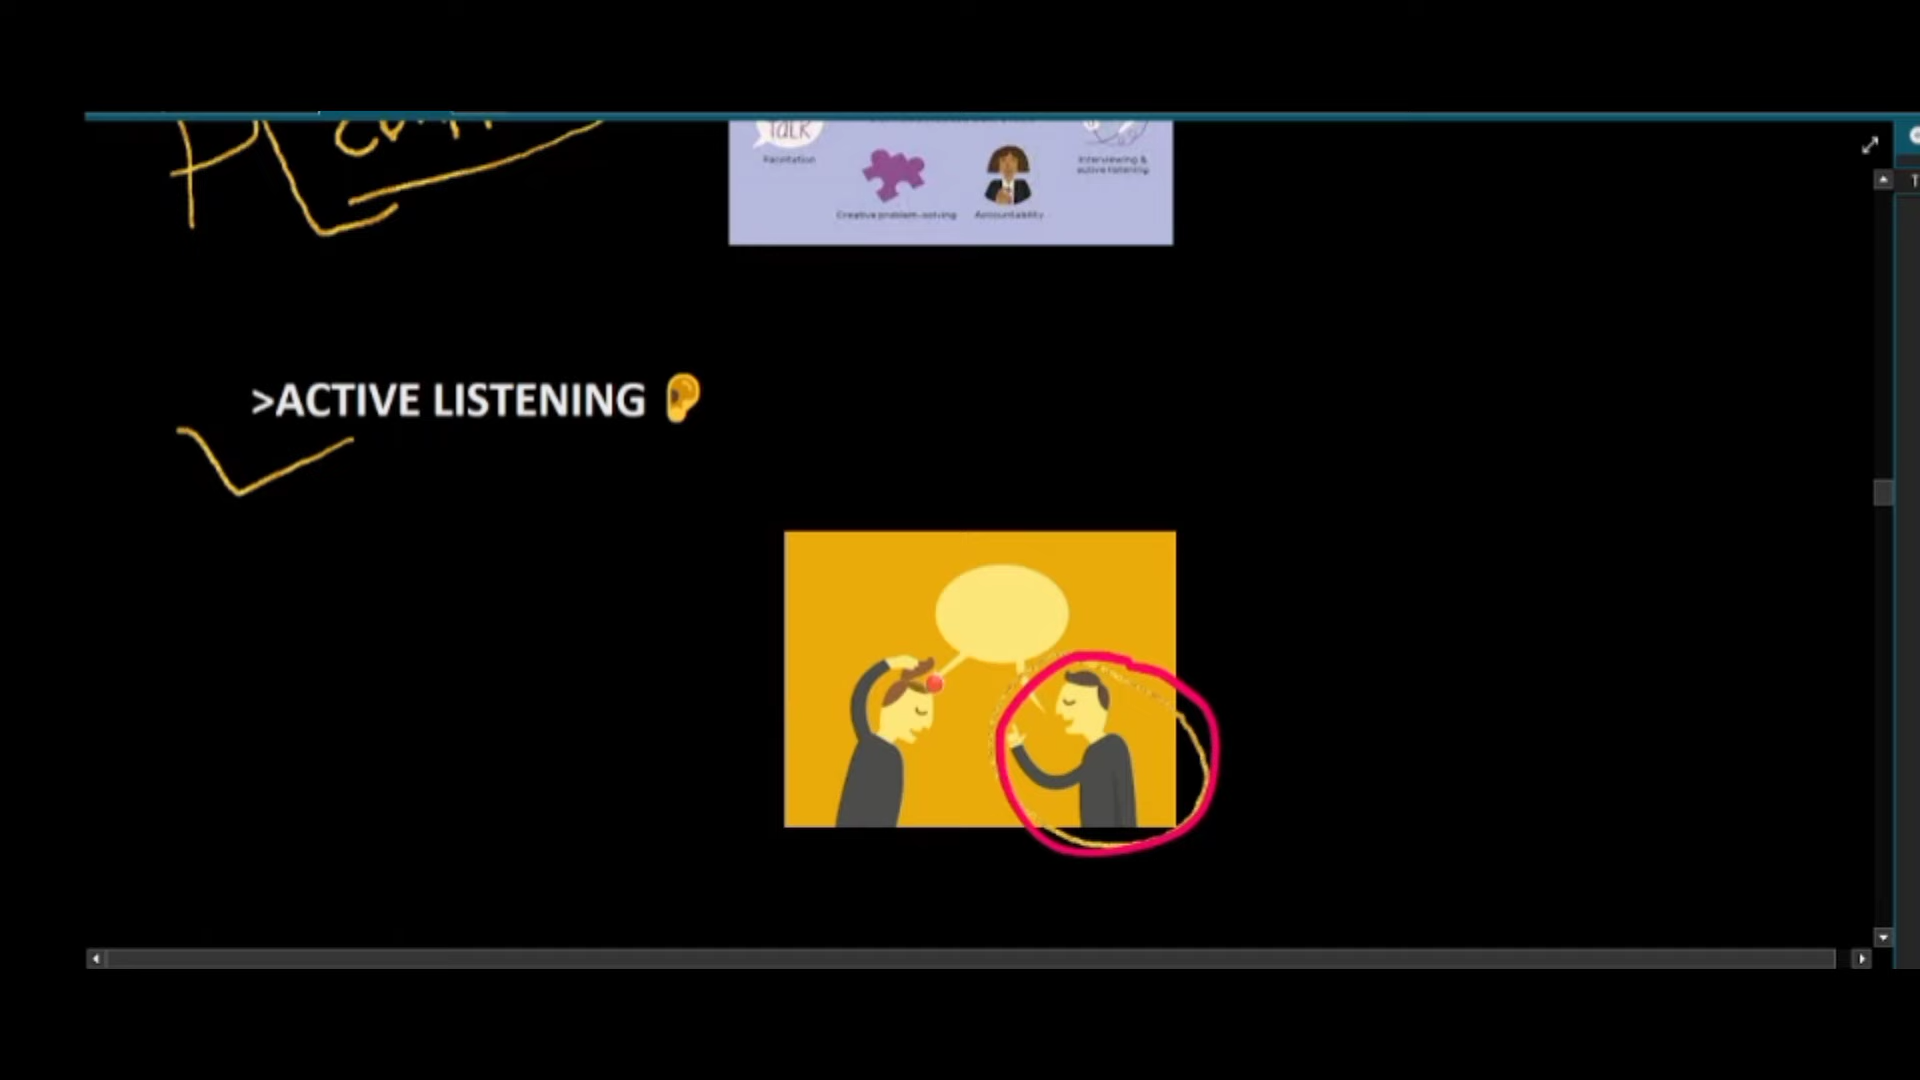 TALK
Facilitation
Interviewing &
active listening
Creative problem-solving
Accountability
>ACTIVE LISTENING 👂
T